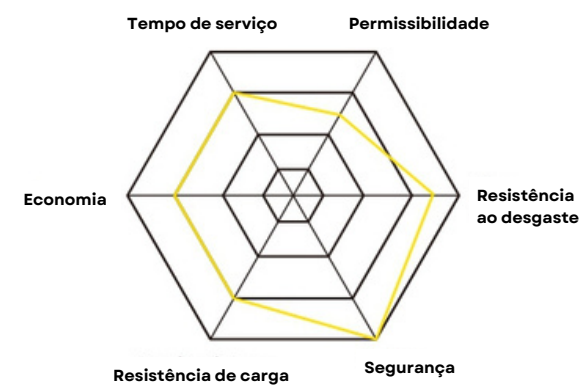 Tempo de serviço
Permissibilidade
Economia
Resistência
ao desgaste
Resistência de carga
Segurança